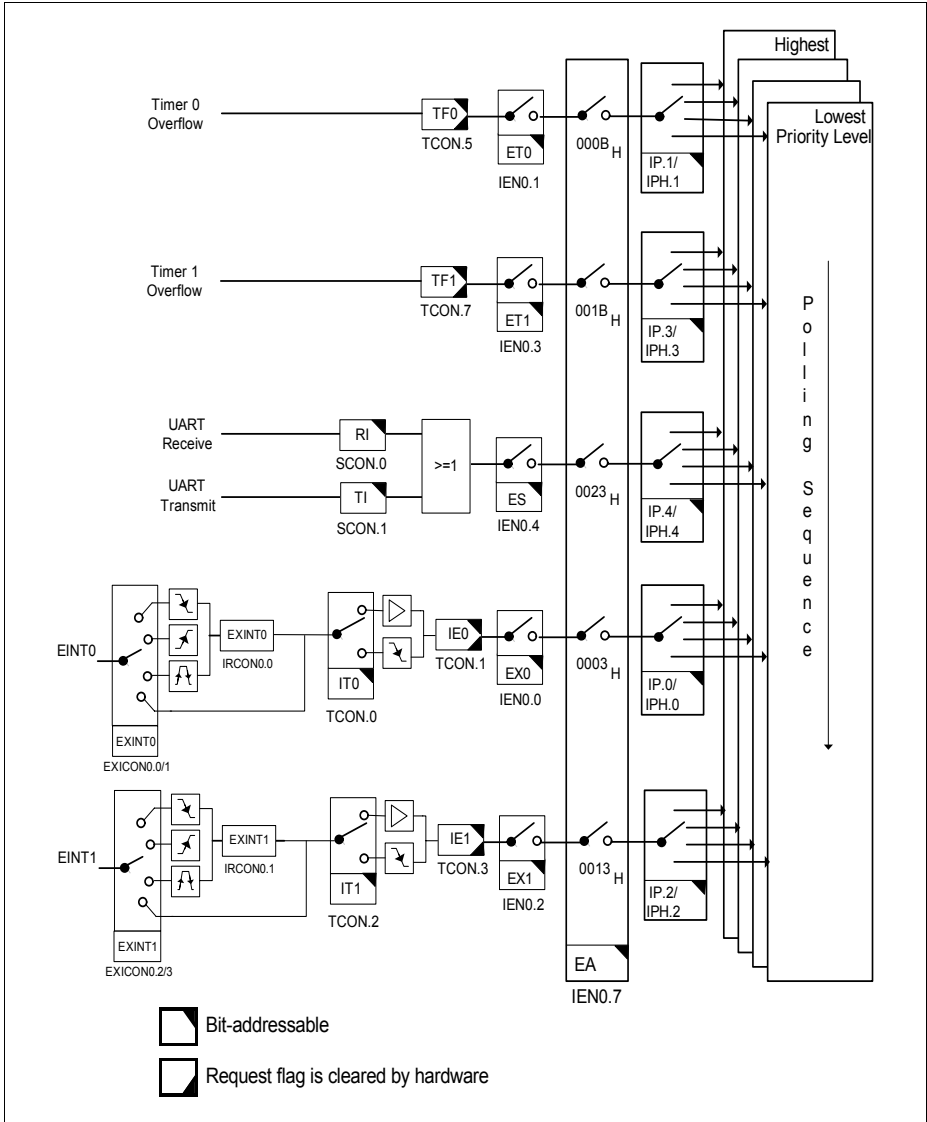 Highest
Lowest
Priority Level
Timer 0
Overflow
TF0
TCON.5
ET0
IEN0.1
000B H
IP.1/
IPH.1
Timer 1
Overflow
TF1
TCON.7
ET1
IEN0.3
001B H
IP.3/
IPH.3
Polling Sequence
UART
Receive
RI
SCON.0
UART
Transmit
TI
SCON.1
>=1
ES
IEN0.4
0023 H
IP.4/
IPH.4
EINT0
EXINT0
EXICON0.0/1
EXINT0
IRCON0.0
IT0
TCON.0
IE0
TCON.1
EX0
IEN0.0
0003 H
IP.0/
IPH.0
EINT1
EXINT1
EXICON0.2/3
EXINT1
IRCON0.1
IT1
TCON.2
IE1
TCON.3
EX1
IEN0.2
0013 H
IP.2/
IPH.2
EA
IEN0.7
Bit-addressable
Request flag is cleared by hardware